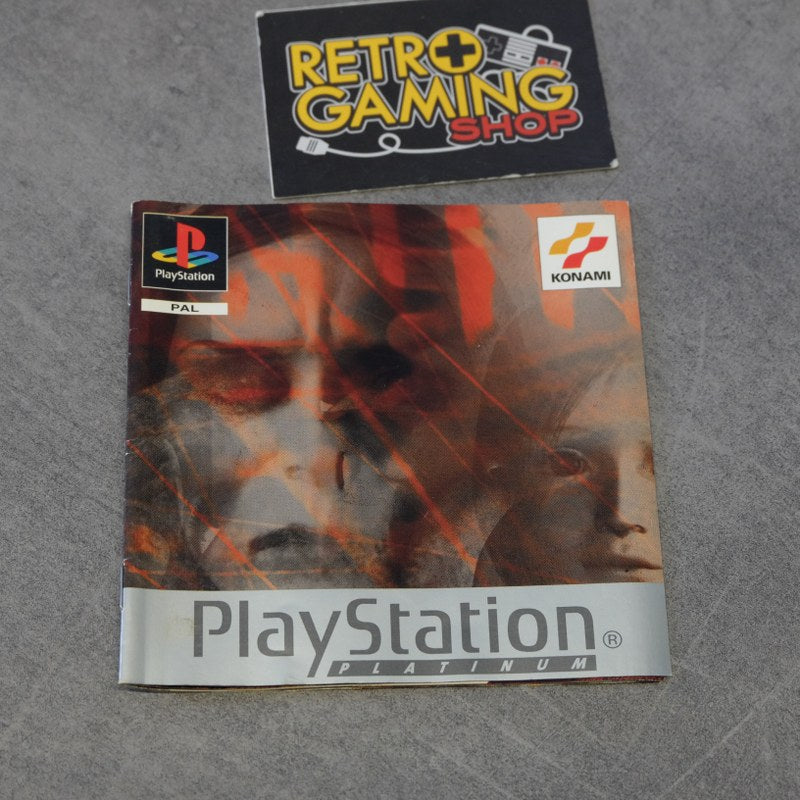 RETRO
GAMING
SHOP
PlayStation
PAL
KONAMI
PlayStation®
PLATINUM